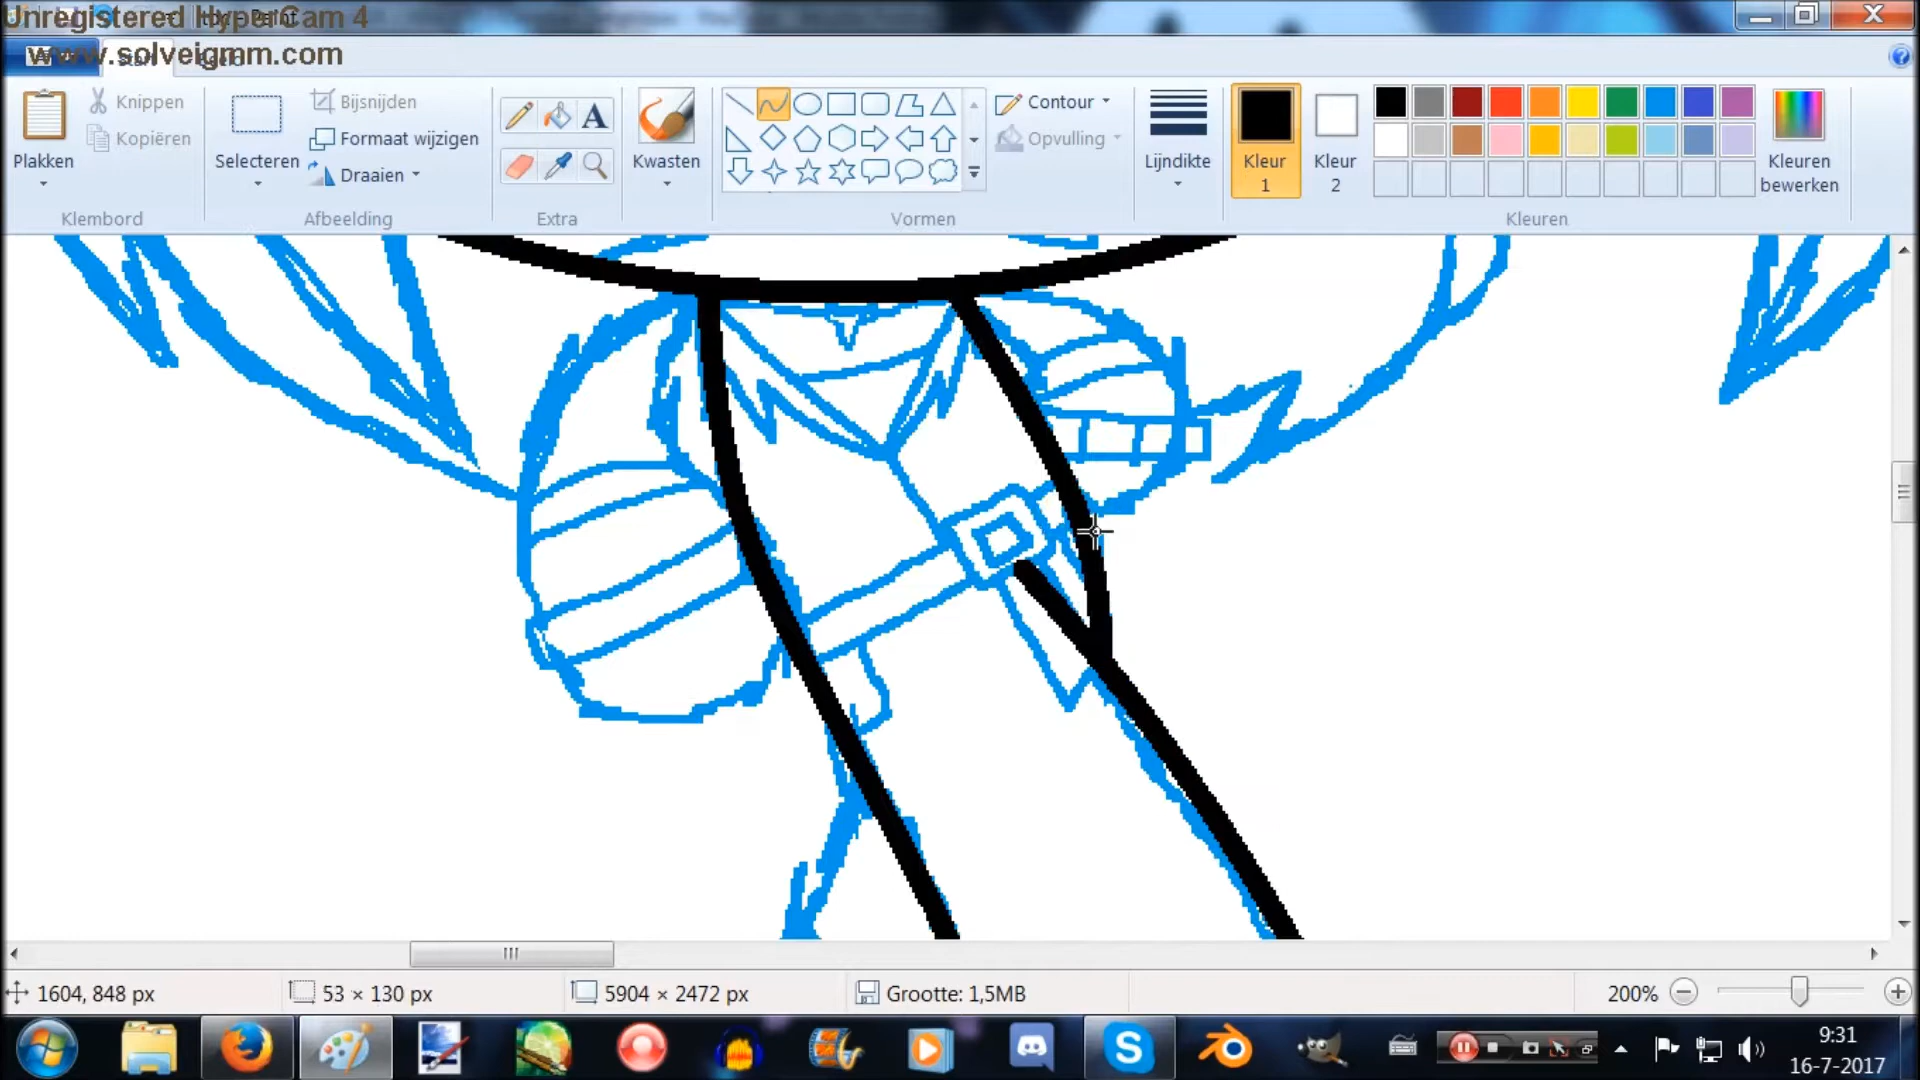 Unregistered HyperCam 4
www.solveigmm.com
Plakken
Knippen
Kopiëren
Klembord
Selecteren
Bijsnijden
Formaat wijzigen
Draaien
Afbeelding
Extra
Kwasten
Vormen
Contour
Opvulling
Lijndikte
Kleur
1
Kleur
2
Kleuren
bewerken
Kleuren
1604, 848 px
53 × 130 px
5904 × 2472 px
Grootte: 1,5MB
200%
9:31
16-7-2017